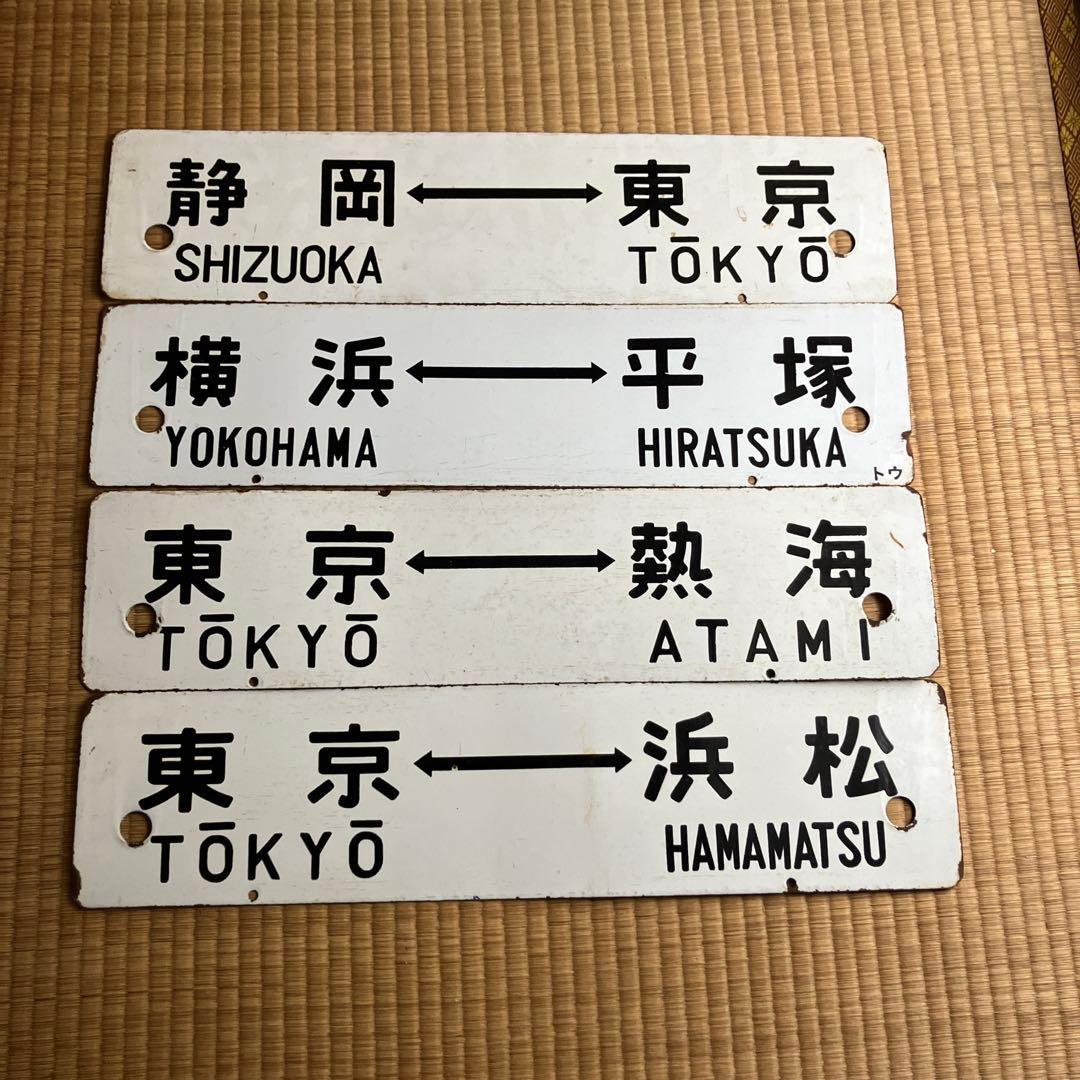 静岡 ↔ 東京
SHIZUOKA TŌKYŌ
横浜 ↔ 平塚
YOKOHAMA HIRATSUKA
トウ
東京 ↔ 熱海
TŌKYŌ ATAMI
東京 ↔ 浜松
TŌKYŌ HAMAMATSU